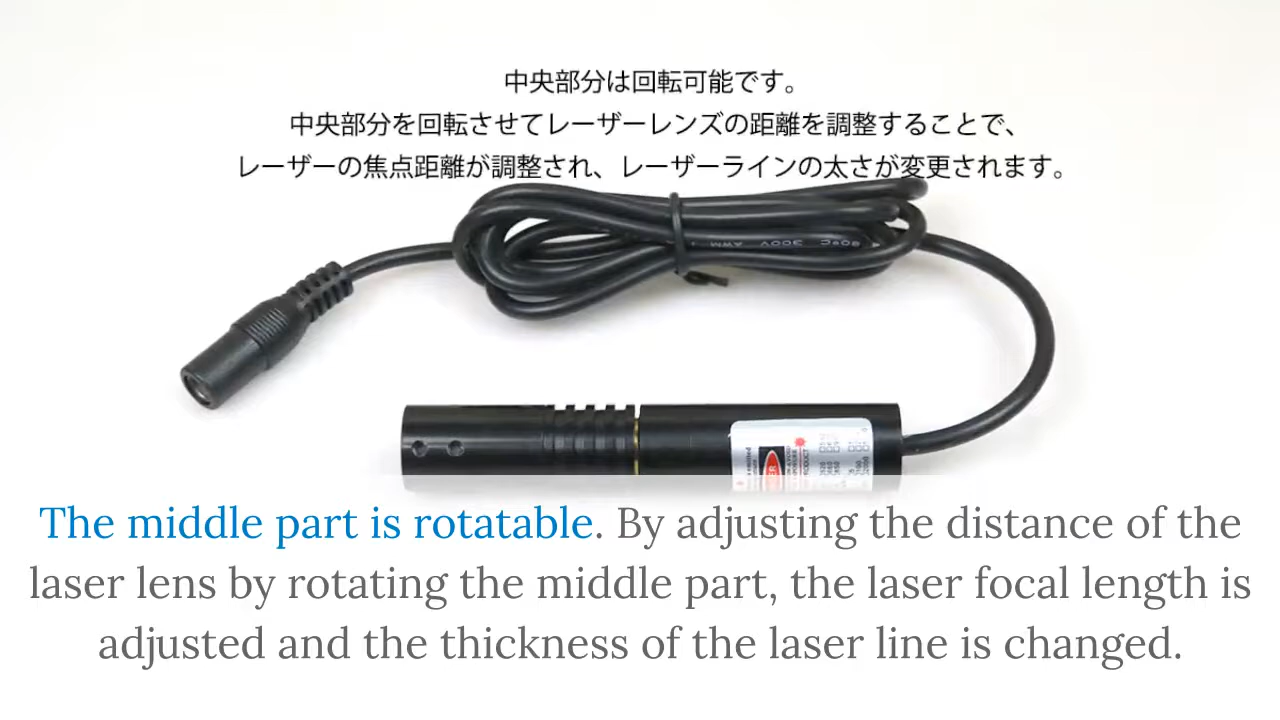 中央部分は回転可能です。
中央部分を回転させてレーザーレンズの距離を調整することで、
レーザーの焦点距離が調整され、レーザーラインの太さが変更されます。
AWM 300V
The middle part is rotatable. By adjusting the distance of the
laser lens by rotating the middle part, the laser focal length is
adjusted and the thickness of the laser line is changed.